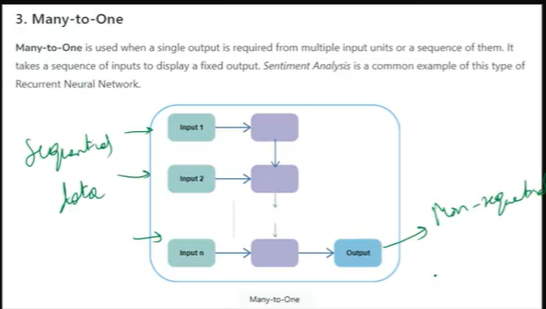 3. Many-to-One
Many-to-One is used when a single output is required from multiple input units or a sequence of them. It
takes a sequence of inputs to display a fixed output. Sentiment Analysis is a common example of this type of
Recurrent Neural Network.
Input 1
Sequential
Input 2
data
Non-sequential
Input n
Output
Many-to-One